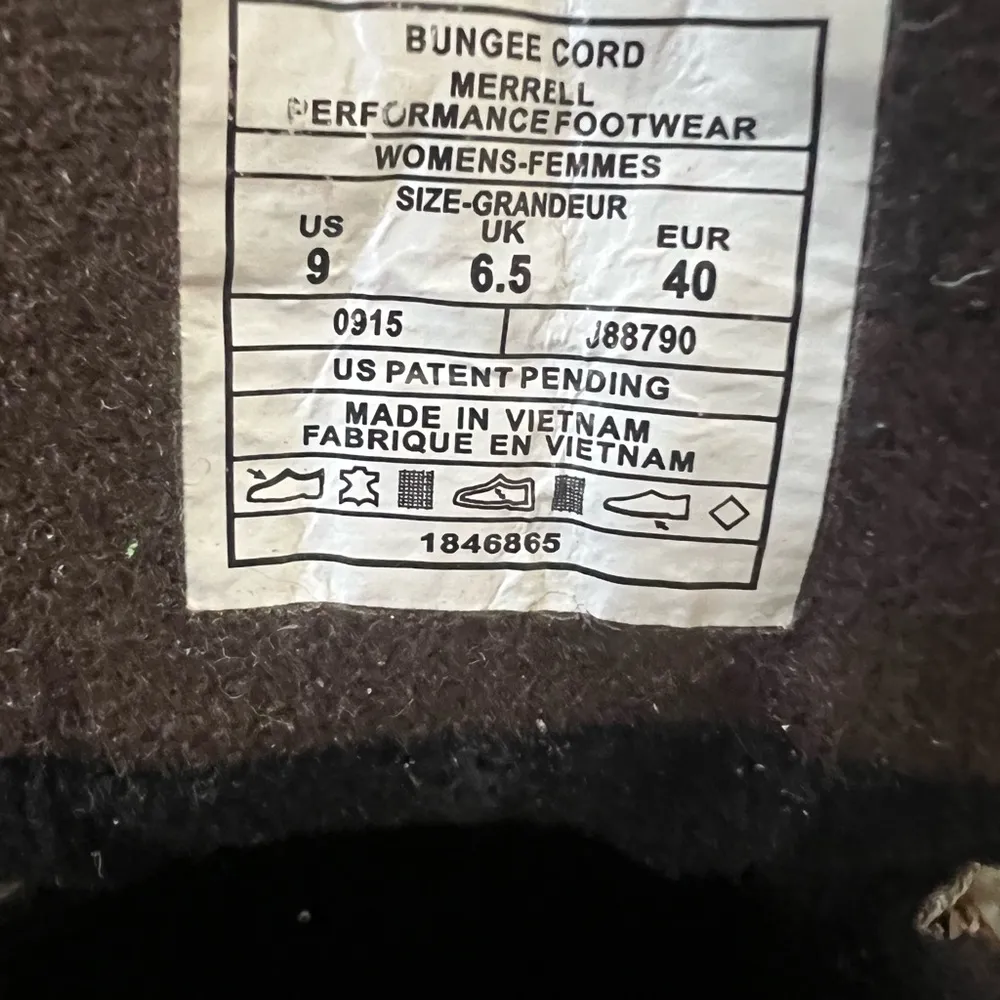 BUNGEE CORD
MERRELL
PERFORMANCE FOOTWEAR
WOMENS-FEMMES
SIZE-GRANDEUR
US UK EUR
9 6.5 40
0915 J88790
US PATENT PENDING
MADE IN VIETNAM
FABRIQUE EN VIETNAM
1846865